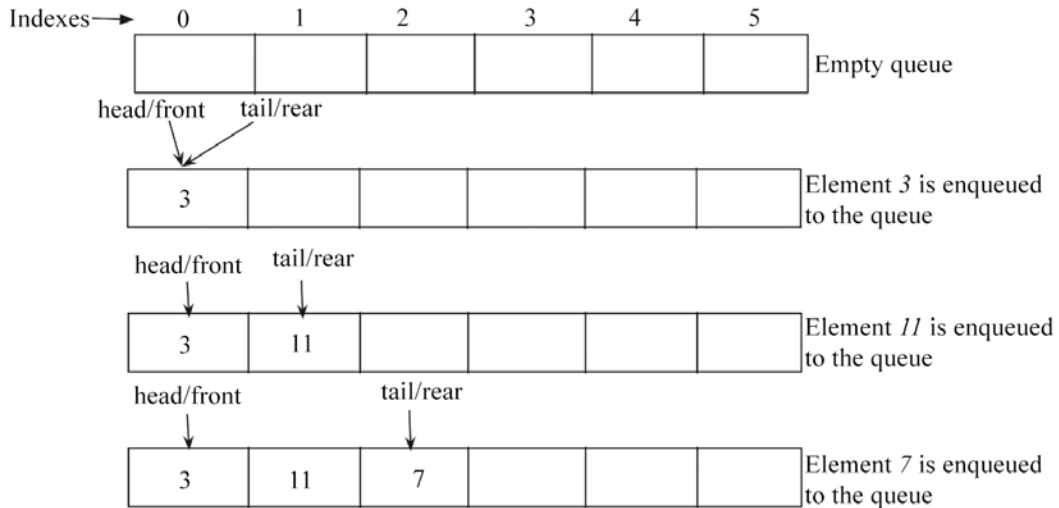 Indexes 0 1 2 3 4 5
Empty queue
head/front tail/rear
3
Element 3 is enqueued
to the queue
head/front tail/rear
3 11
Element 11 is enqueued
to the queue
head/front tail/rear
3 11 7
Element 7 is enqueued
to the queue